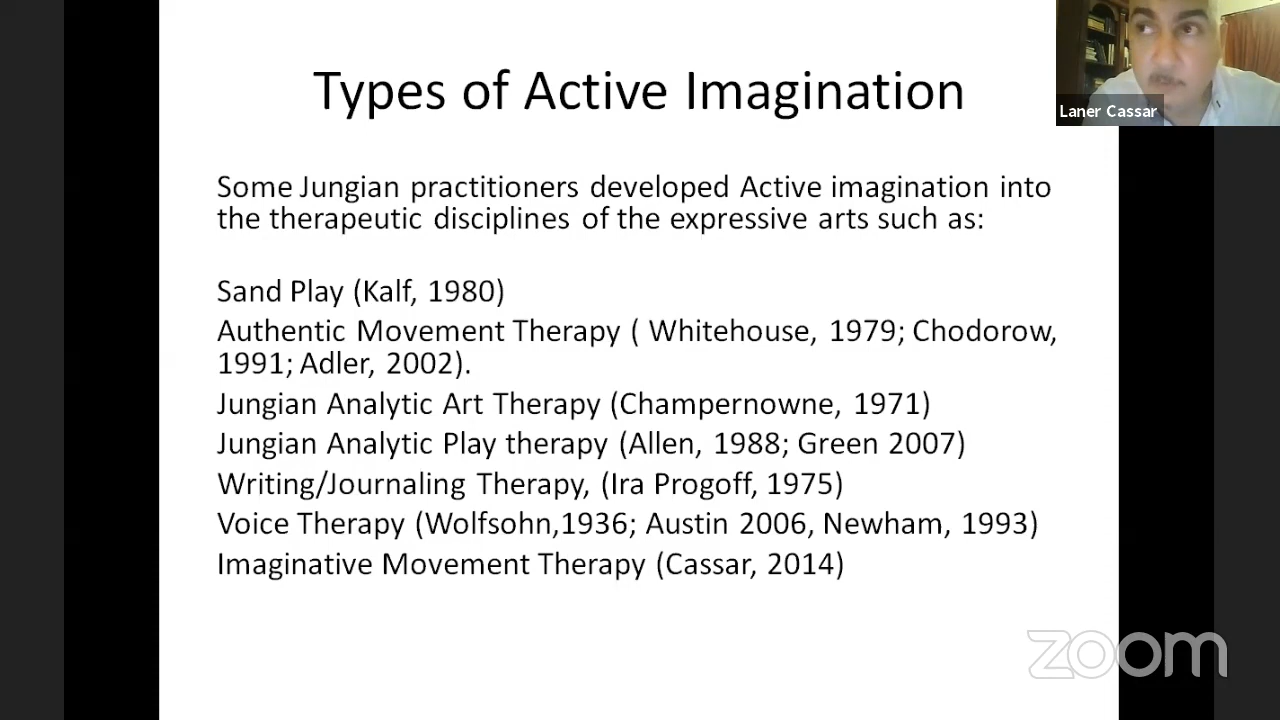 Types of Active Imagination
Laner Cassar
Some Jungian practitioners developed Active imagination into
the therapeutic disciplines of the expressive arts such as:
Sand Play (Kalf, 1980)
Authentic Movement Therapy ( Whitehouse, 1979; Chodorow,
1991; Adler, 2002).
Jungian Analytic Art Therapy (Champernowne, 1971)
Jungian Analytic Play therapy (Allen, 1988; Green 2007)
Writing/Journaling Therapy, (Ira Progoff, 1975)
Voice Therapy (Wolfsohn,1936; Austin 2006, Newham, 1993)
Imaginative Movement Therapy (Cassar, 2014)
zoom